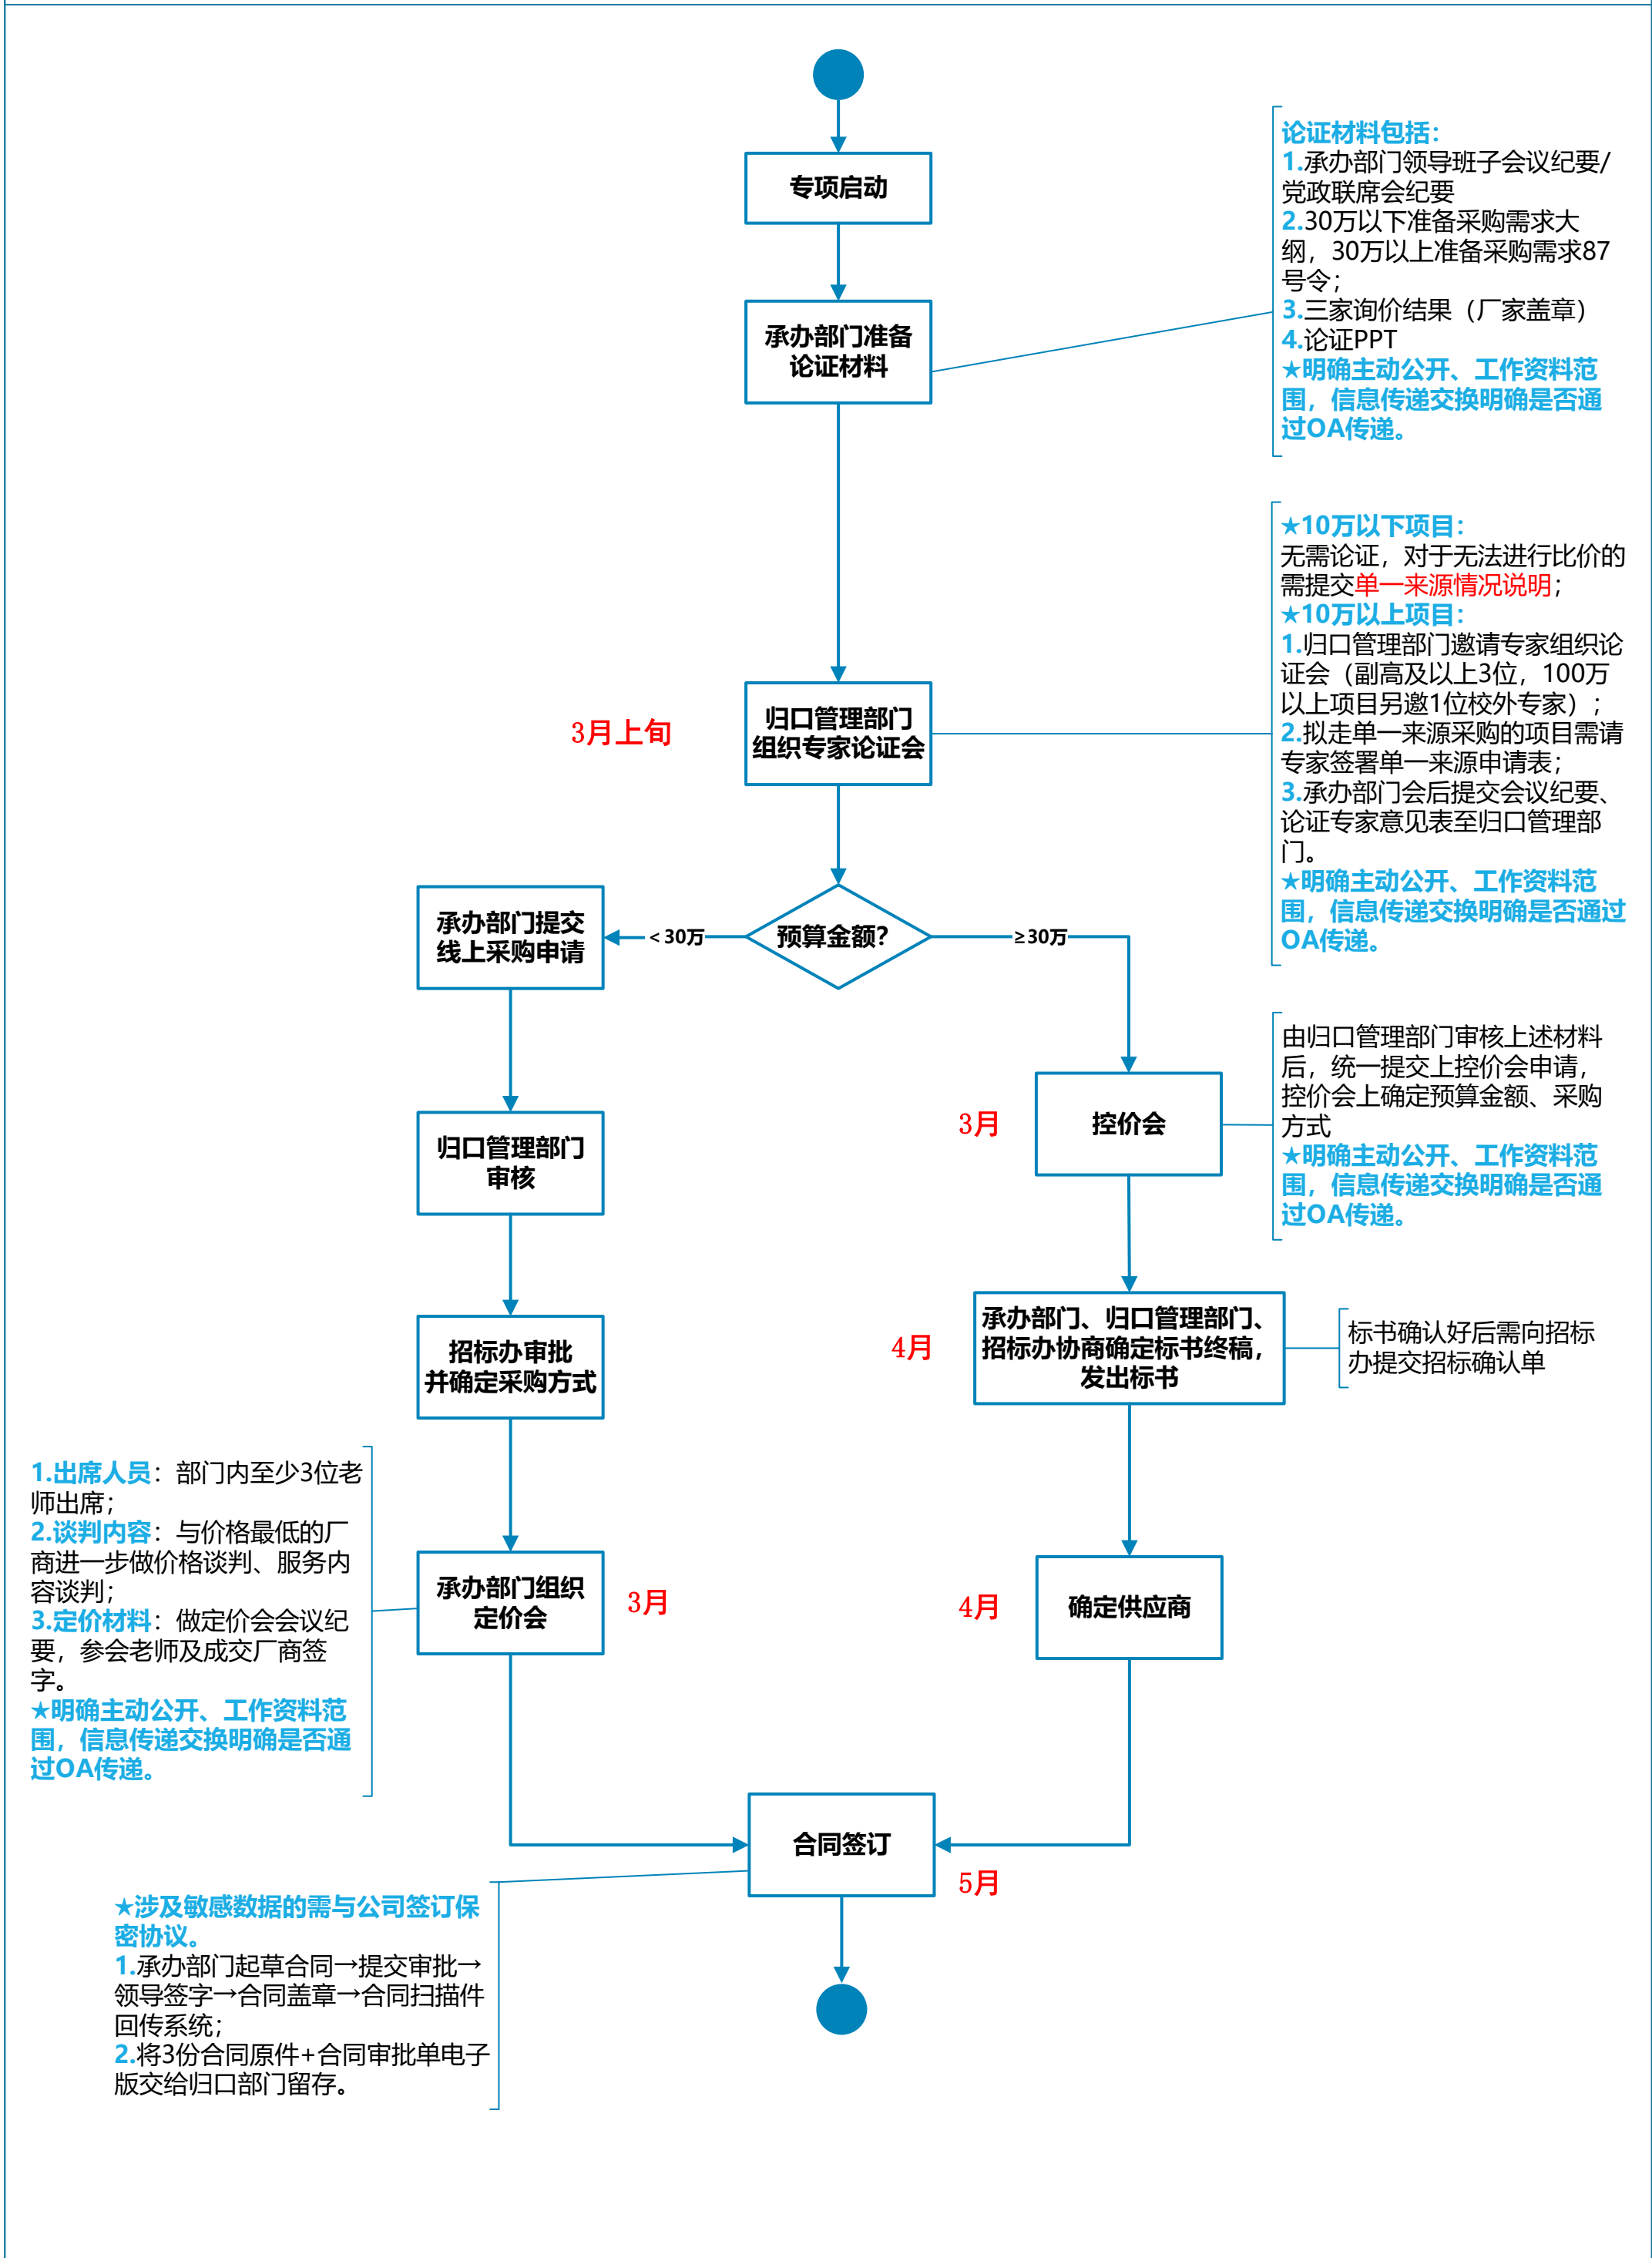 专项启动
承办部门准备
论证材料
论证材料包括：
1.承办部门领导班子会议纪要/
党政联席会纪要
2.30万以下准备采购需求大
纲，30万以上准备采购需求87
号令；
3.三家询价结果（厂家盖章）
4.论证PPT
★明确主动公开、工作资料范
围，信息传递交换明确是否通
过OA传递。
3月上旬
归口管理部门
组织专家论证会
★10万以下项目：
无需论证，对于无法进行比价的
需提交单一来源情况说明；
★10万以上项目：
1.归口管理部门邀请专家组织论
证会（副高及以上3位，100万
以上项目另邀1位校外专家）；
2.拟走单一来源采购的项目需请
专家签署单一来源申请表；
3.承办部门会后提交会议纪要、
论证专家意见表至归口管理部
门。
★明确主动公开、工作资料范
围，信息传递交换明确是否通过
OA传递。
预算金额？
＜30万
≥30万
承办部门提交
线上采购申请
归口管理部门
审核
招标办审批
并确定采购方式
承办部门组织
定价会
3月
1.出席人员：部门内至少3位老
师出席；
2.谈判内容：与价格最低的厂
商进一步做价格谈判、服务内
容谈判；
3.定价材料：做定价会会议纪
要，参会老师及成交厂商签
字。
★明确主动公开、工作资料范
围，信息传递交换明确是否通
过OA传递。
3月
控价会
由归口管理部门审核上述材料
后，统一提交上控价会申请，
控价会上确定预算金额、采购
方式
★明确主动公开、工作资料范
围，信息传递交换明确是否通
过OA传递。
4月
承办部门、归口管理部门、
招标办协商确定标书终稿，
发出标书
标书确认好后需向招标
办提交招标确认单
4月
确定供应商
合同签订
5月
★涉及敏感数据的需与公司签订保
密协议。
1.承办部门起草合同→提交审批→
领导签字→合同盖章→合同扫描件
回传系统；
2.将3份合同原件+合同审批单电子
版交给归口部门留存。